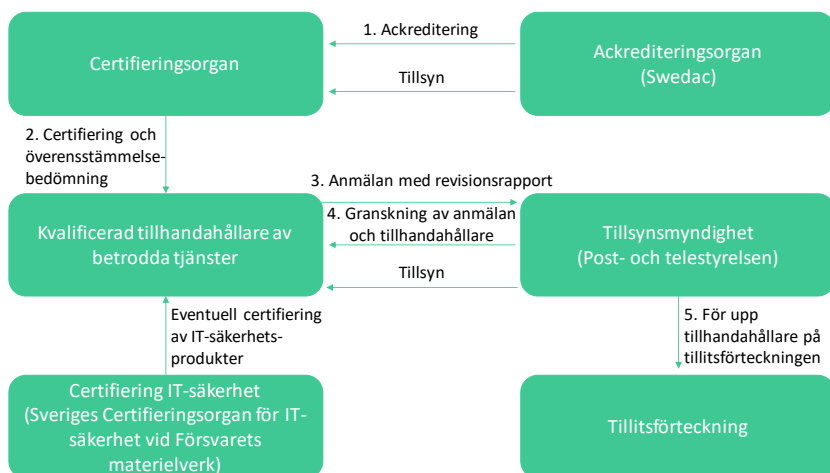 Certifieringsorgan
1. Ackreditering
Tillsyn
Ackrediteringsorgan
(Swedac)
2. Certifiering och
överensstämmelse-
bedömning
3. Anmälan med revisionsrapport
4. Granskning av anmälan
och tillhandahållare
Tillsyn
Kvalificerad tillhandahållare av
betrodda tjänster
Tillsynsmyndighet
(Post- och telestyrelsen)
Eventuell certifiering
av IT-säkerhets-
produkter
5. För upp
tillhandahållare på
tillitsförteckningen
Certifiering IT-säkerhet
(Sveriges Certifieringsorgan för IT-
säkerhet vid Försvarets
materielverk)
Tillitsförteckning